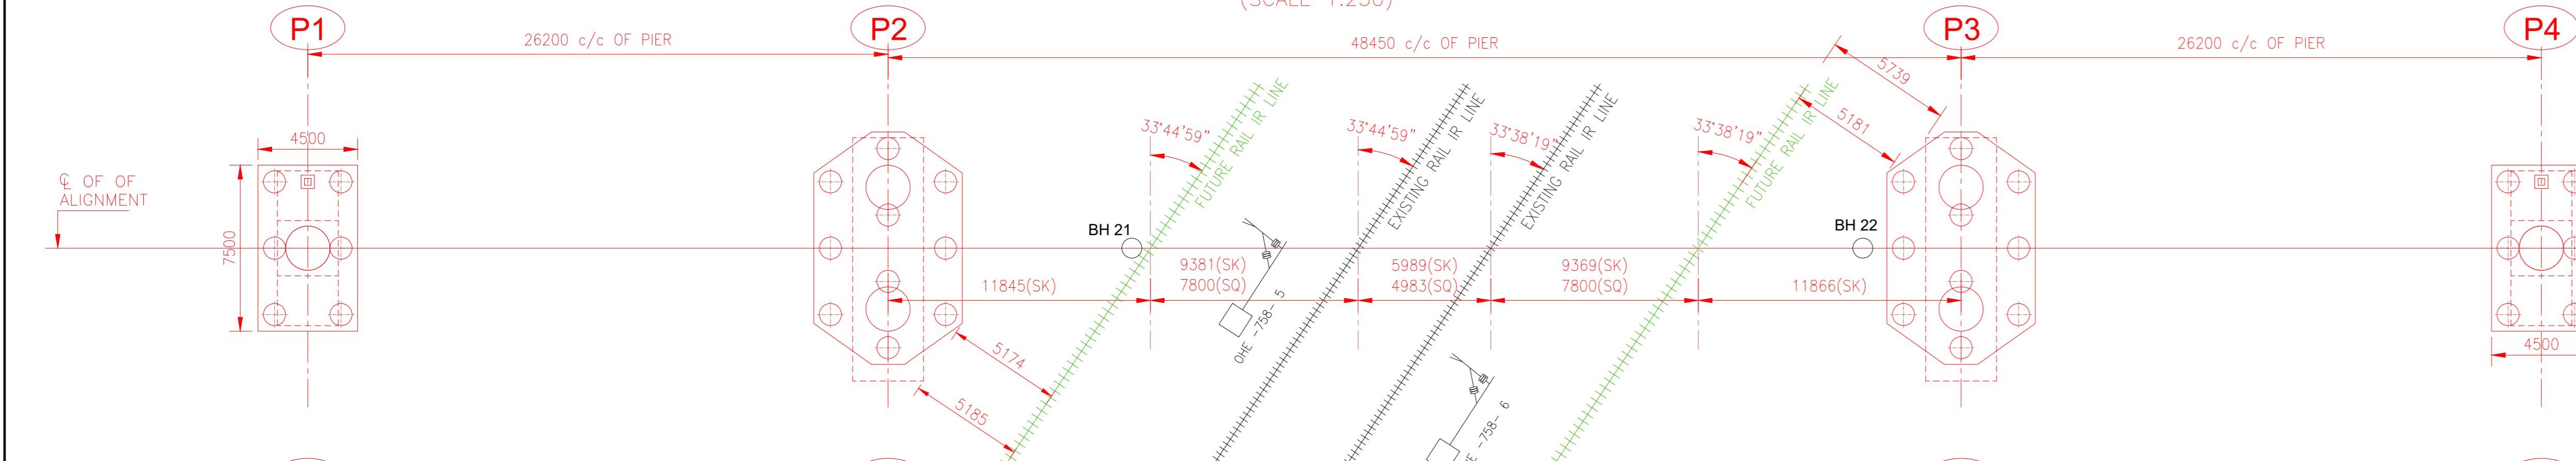 (SCALE 1:250)
P1
P2
P3
P4
26200 c/c OF PIER
48450 c/c OF PIER
26200 c/c OF PIER
5739
5181
4500
7500
℄ OF OF
ALIGNMENT
33°44'59"
FUTURE RAIL IR LINE
33°44'59"
EXISTING RAIL IR LINE
33°38'19"
EXISTING RAIL IR LINE
33°38'19"
FUTURE RAIL IR LINE
BH 21
BH 22
11845(SK)
9381(SK)
7800(SQ)
5989(SK)
4983(SQ)
9369(SK)
7800(SQ)
11866(SK)
OHE -758- 5
5174
5185
4500
-758- 6